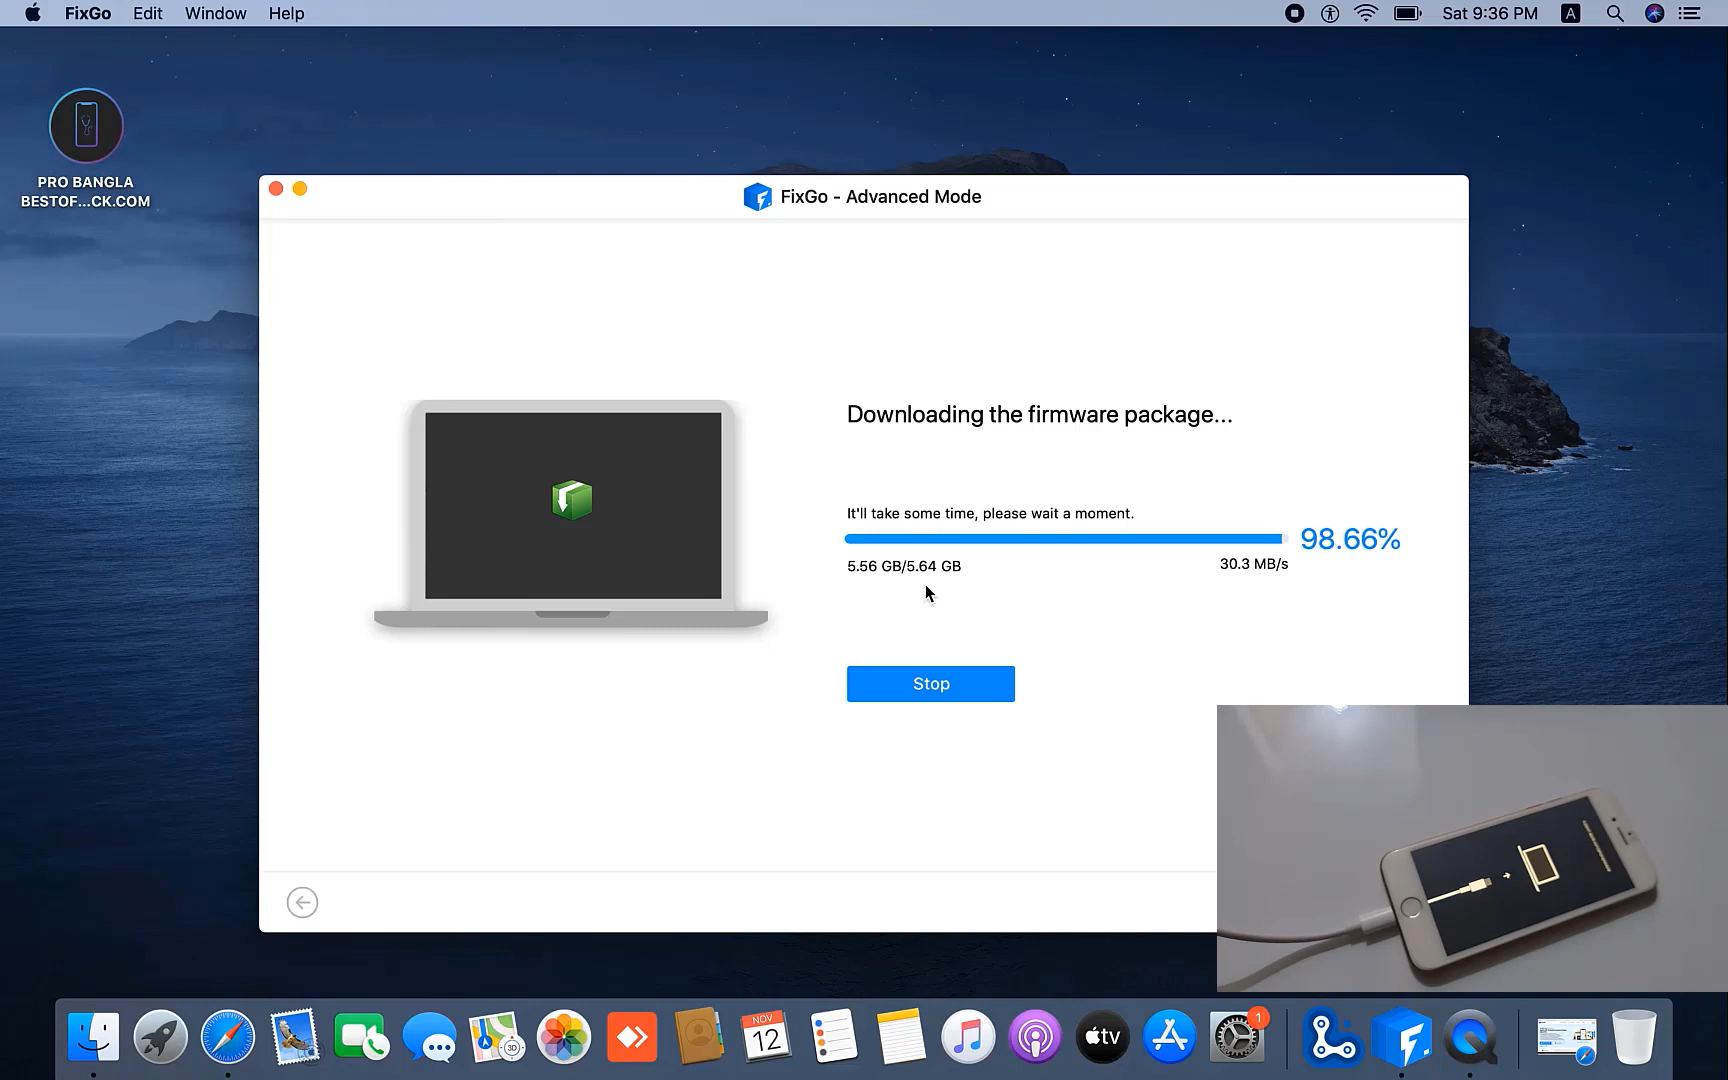 FixGo Edit Window Help Sat 9:36 PM A
PRO BANGLA
BESTOF...CK.COM
FixGo - Advanced Mode
Downloading the firmware package...
It'll take some time, please wait a moment.
98.66%
5.56 GB/5.64 GB 30.3 MB/s
Stop
NOV
12
3D
tv
1